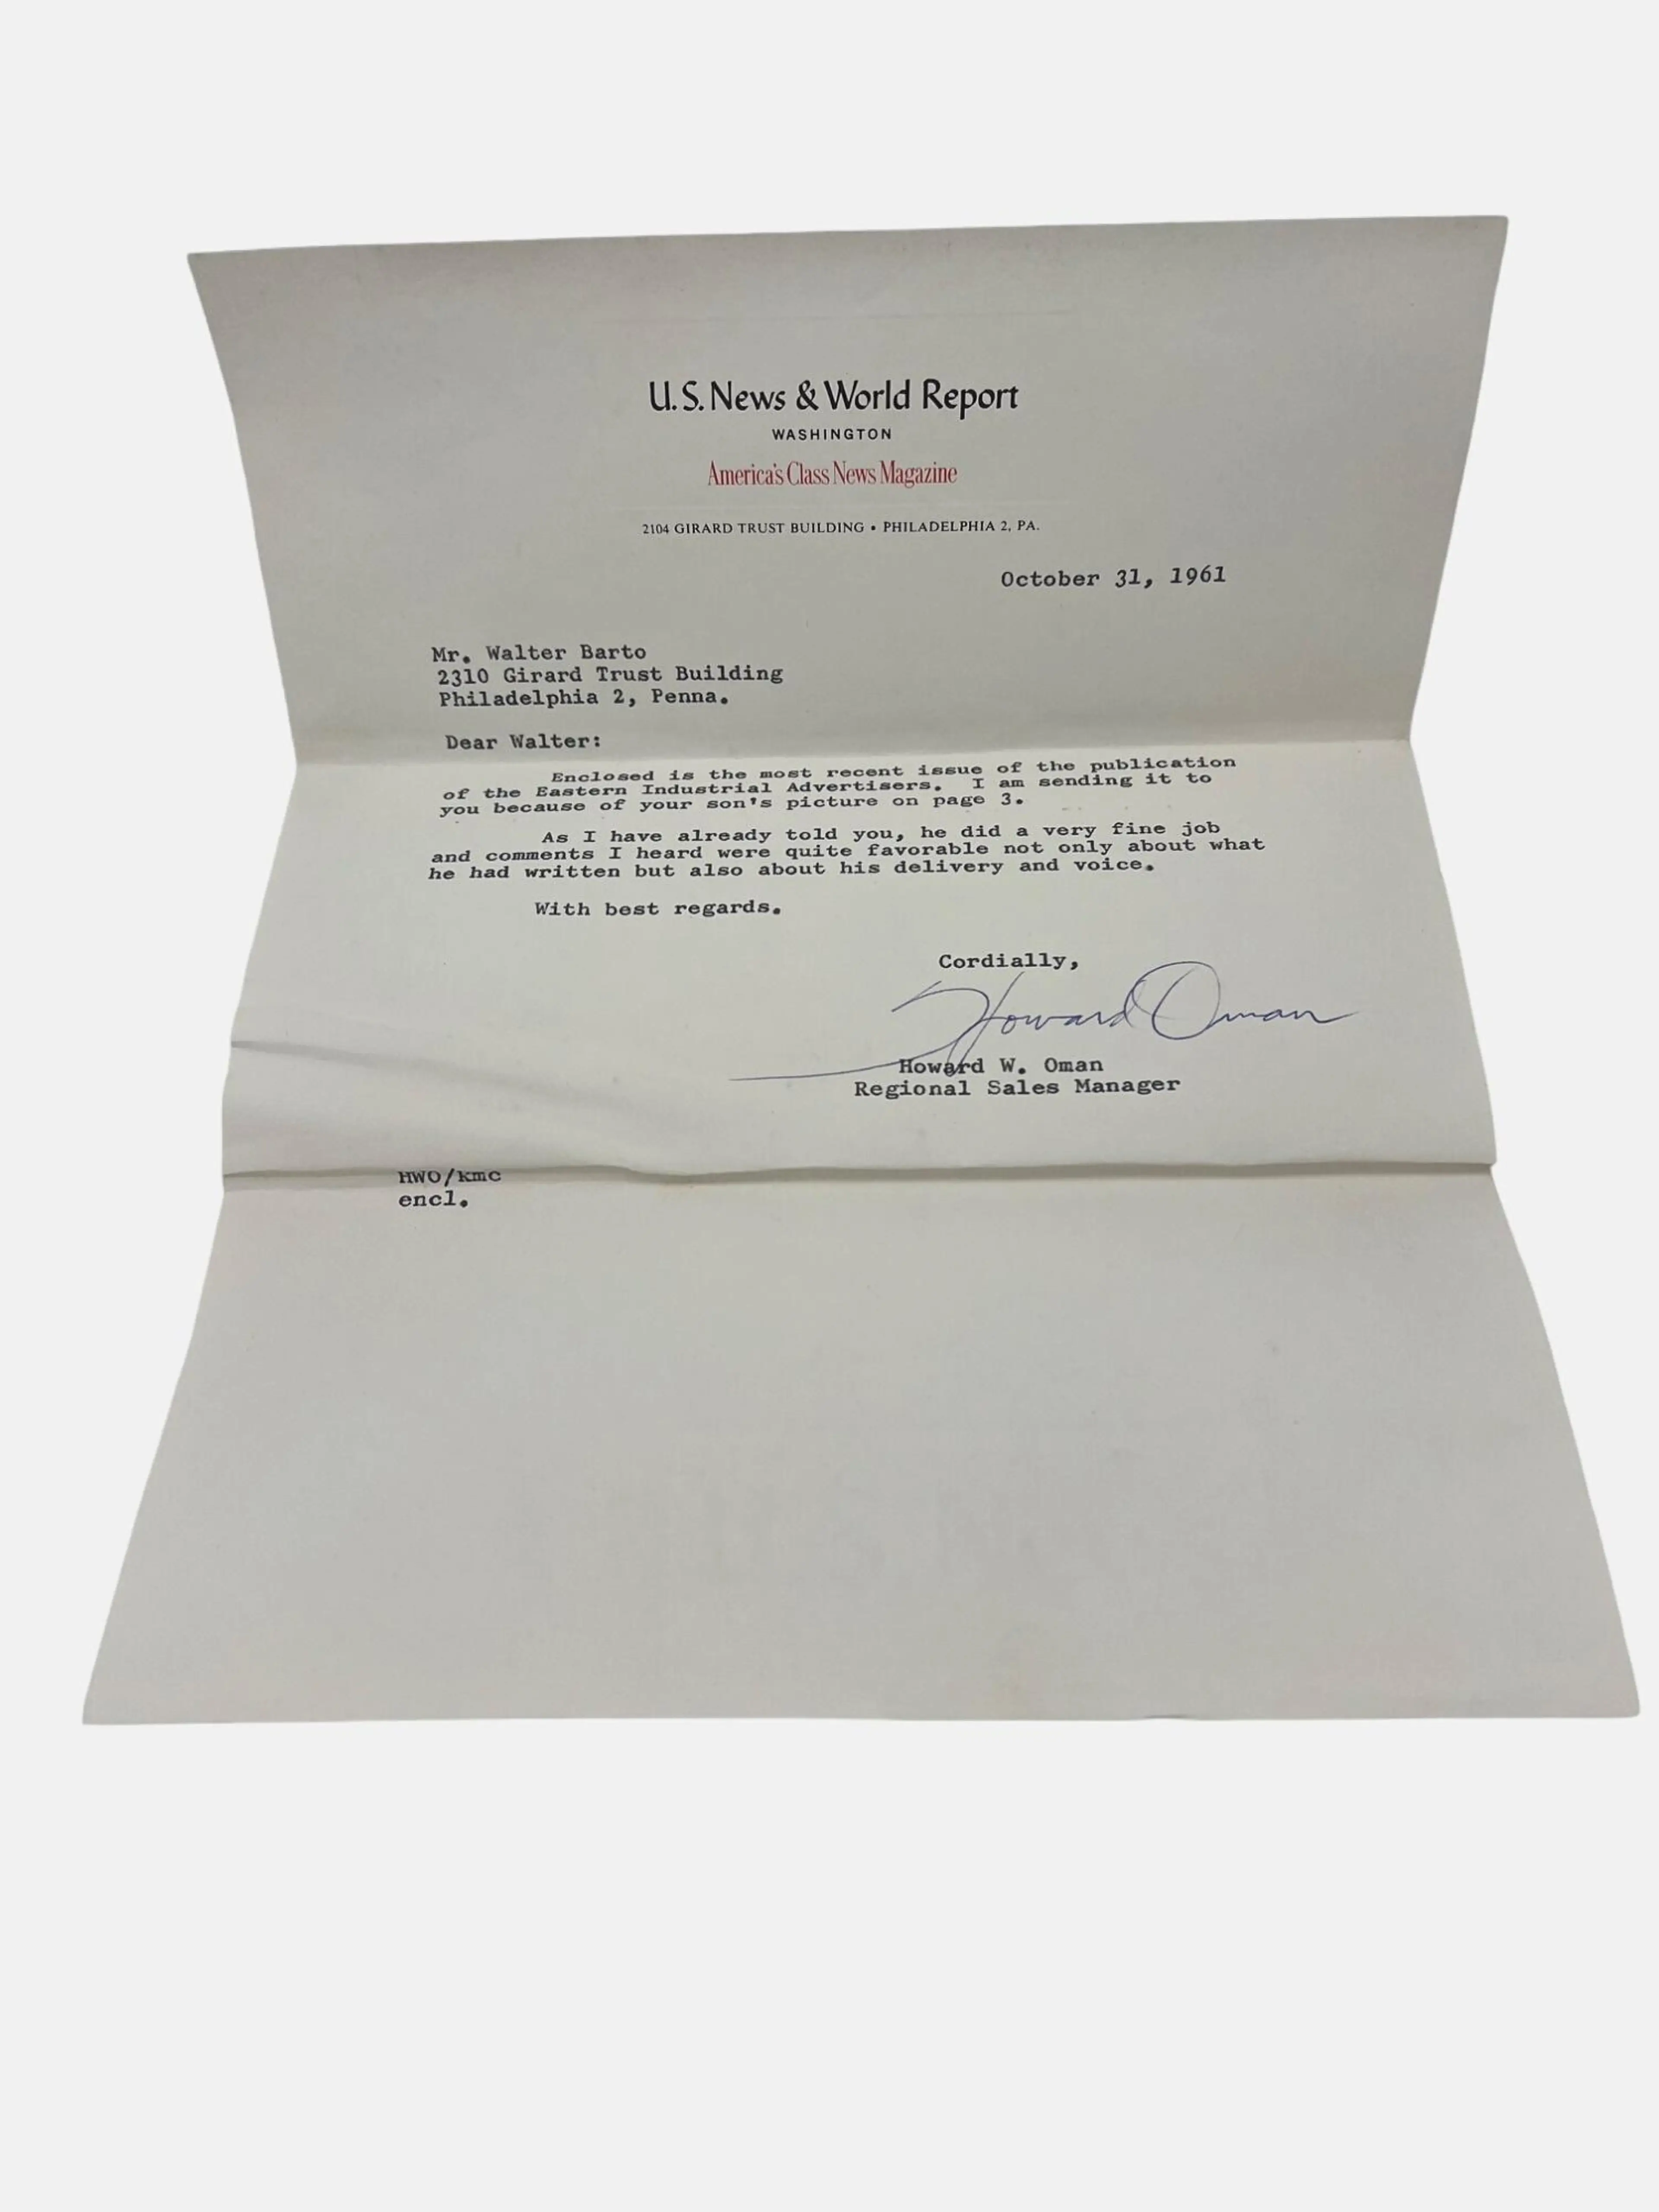 U.S. News & World Report
WASHINGTON
America's Class News Magazine
2104 GIRARD TRUST BUILDING • PHILADELPHIA 2, PA.
October 31, 1961
Mr. Walter Barto
2310 Girard Trust Building
Philadelphia 2, Penna.
Dear Walter:
Enclosed is the most recent issue of the publication
of the Eastern Industrial Advertisers. I am sending it to
you because of your son's picture on page 3.
As I have already told you, he did a very fine job
and comments I heard were quite favorable not only about what
he had written but also about his delivery and voice.
With best regards.
Cordially,
Howard Oman
Howard W. Oman
Regional Sales Manager
HWO/kmc
encl.